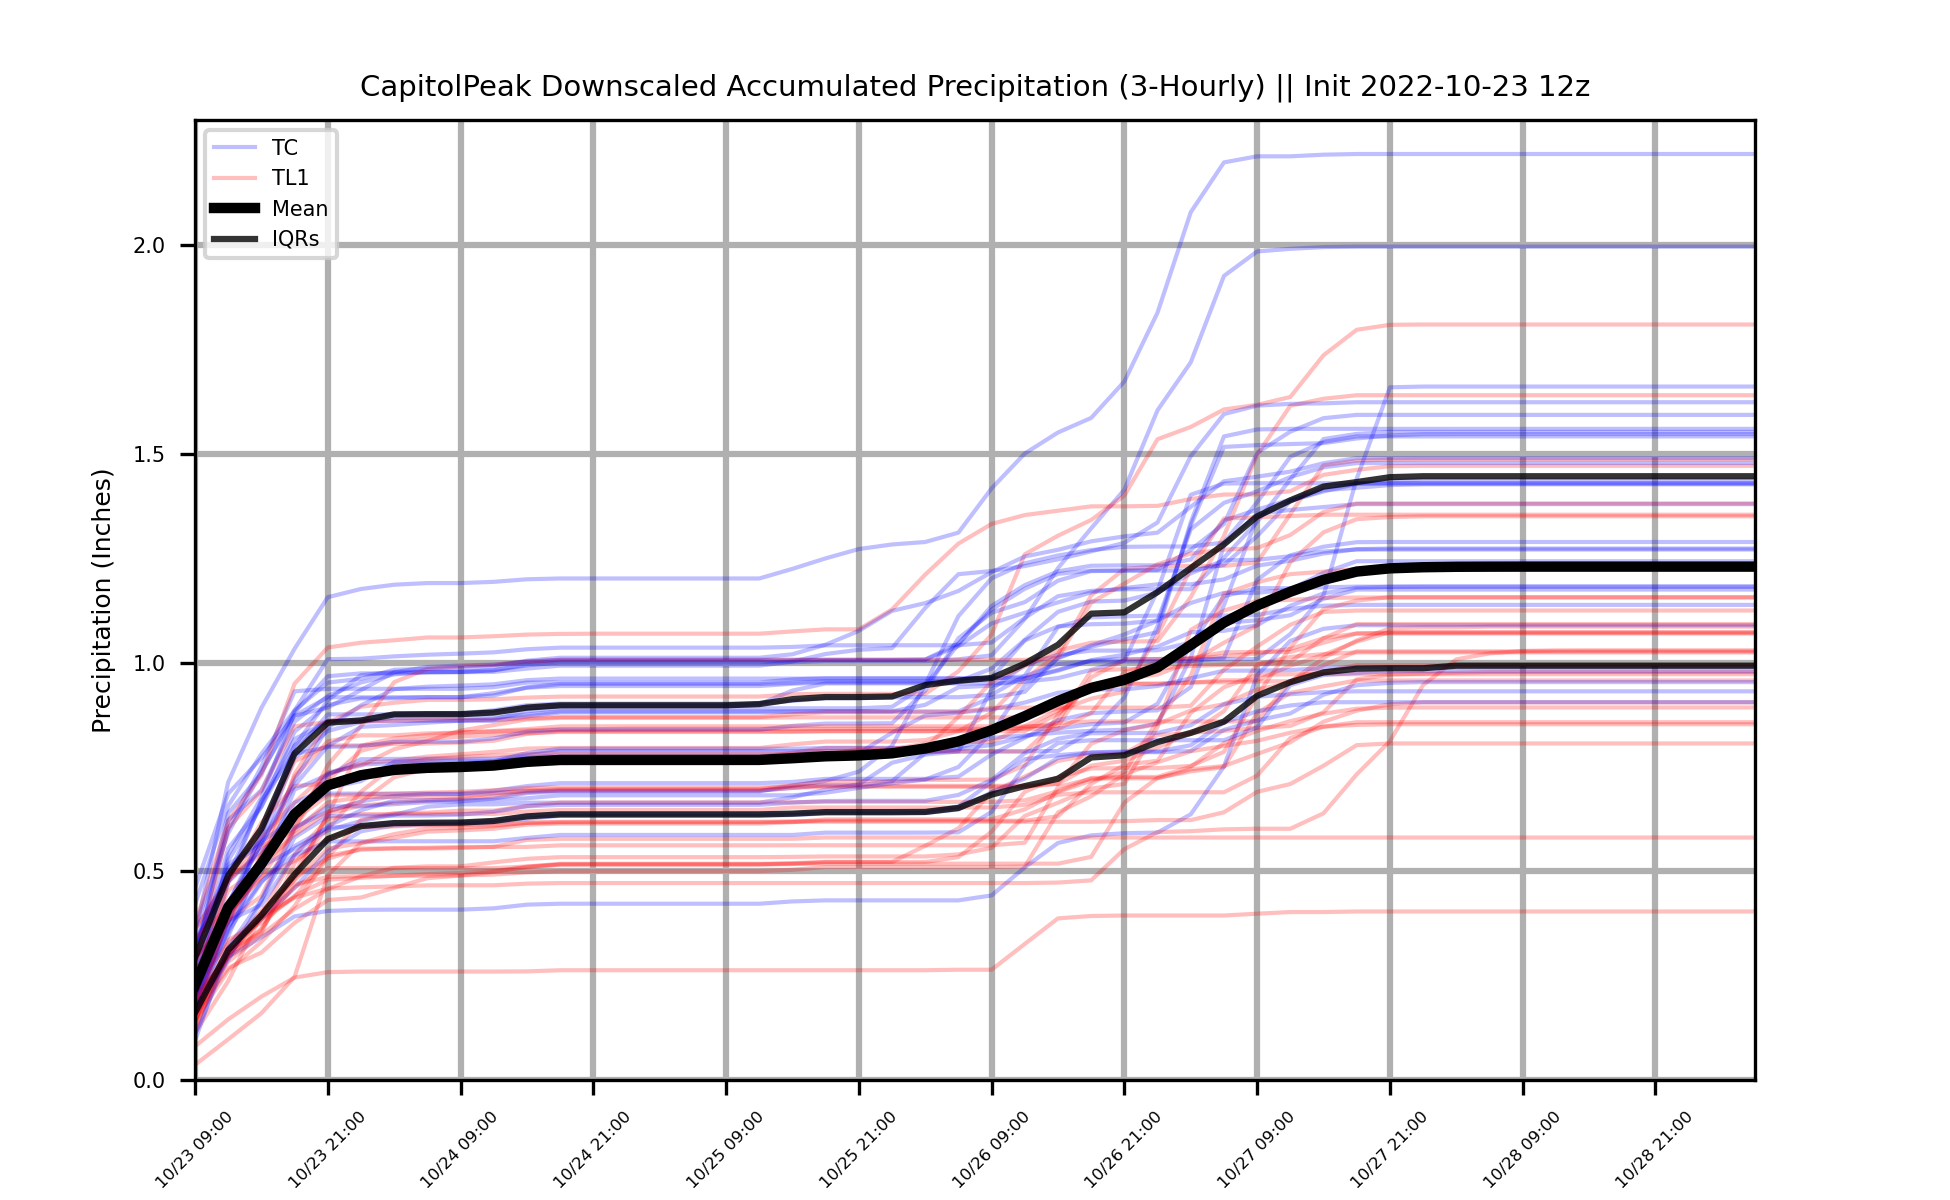 CapitolPeak Downscaled Accumulated Precipitation (3-Hourly) || Init 2022-10-23 12z
TC
TL1
Mean
IQRs
Precipitation (Inches)
2.0
1.5
1.0
0.5
0.0
10/23 09:00
10/23 21:00
10/24 09:00
10/24 21:00
10/25 09:00
10/25 21:00
10/26 09:00
10/26 21:00
10/27 09:00
10/27 21:00
10/28 09:00
10/28 21:00